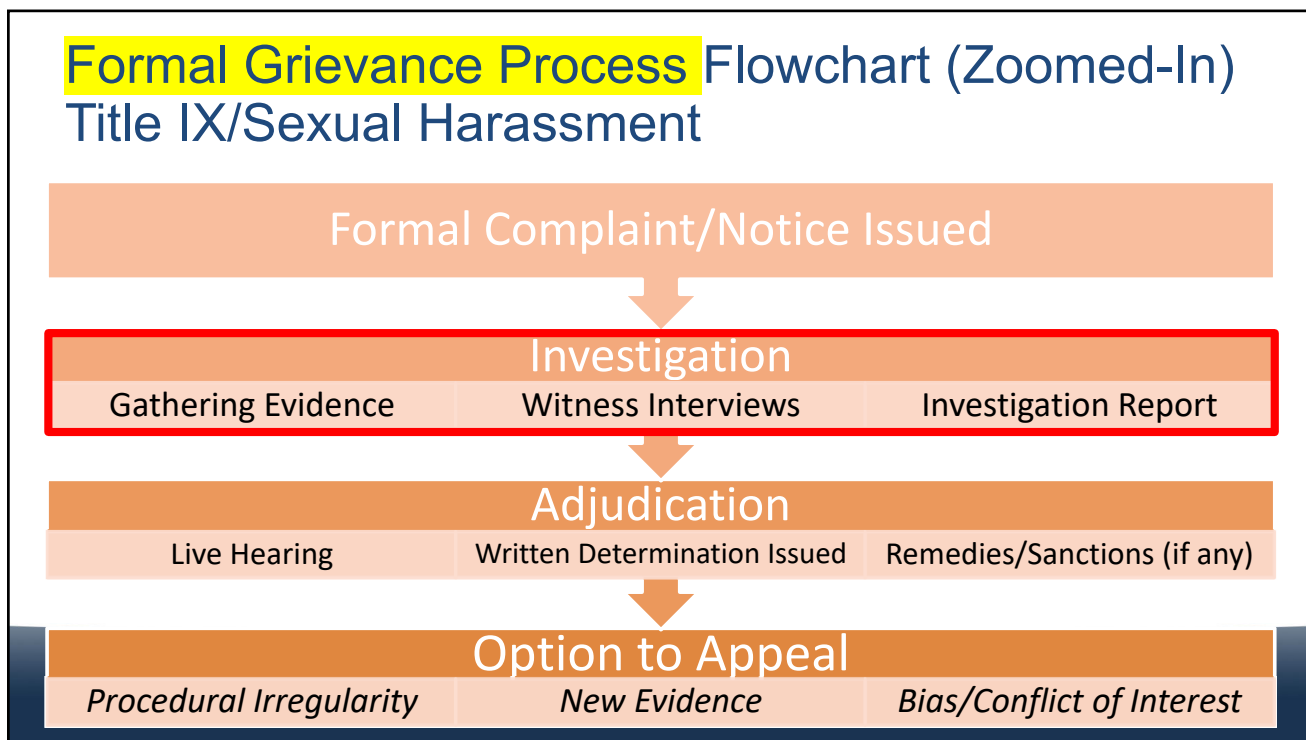 Formal Grievance Process Flowchart (Zoomed-In)
Title IX/Sexual Harassment
Formal Complaint/Notice Issued
Investigation
Gathering Evidence Witness Interviews Investigation Report
Adjudication
Live Hearing Written Determination Issued Remedies/Sanctions (if any)
Option to Appeal
Procedural Irregularity New Evidence Bias/Conflict of Interest